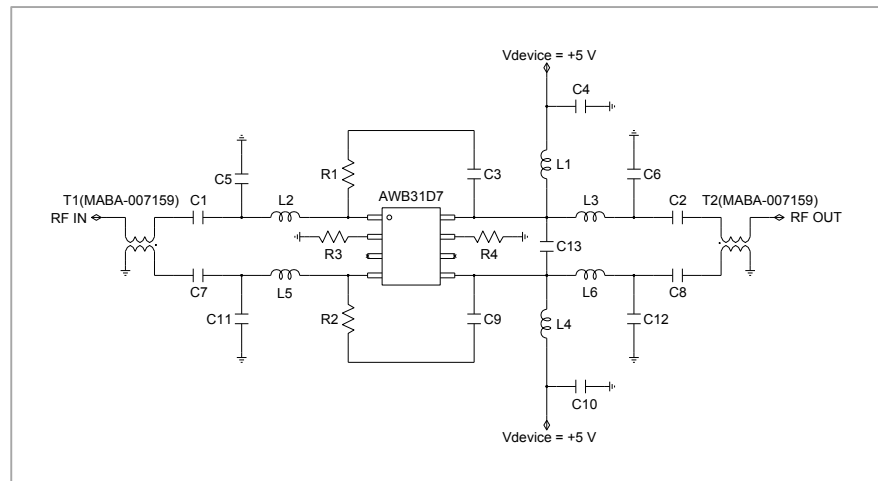 Vdevice = +5 V
C4
C5
R1
C3
L1
C6
T1(MABA-007159)
C1
L2
AWB31D7
L3
C2
T2(MABA-007159)
RF IN
RF OUT
R3
R4
C13
C7
L5
L6
C8
C11
R2
C9
L4
C12
C10
Vdevice = +5 V